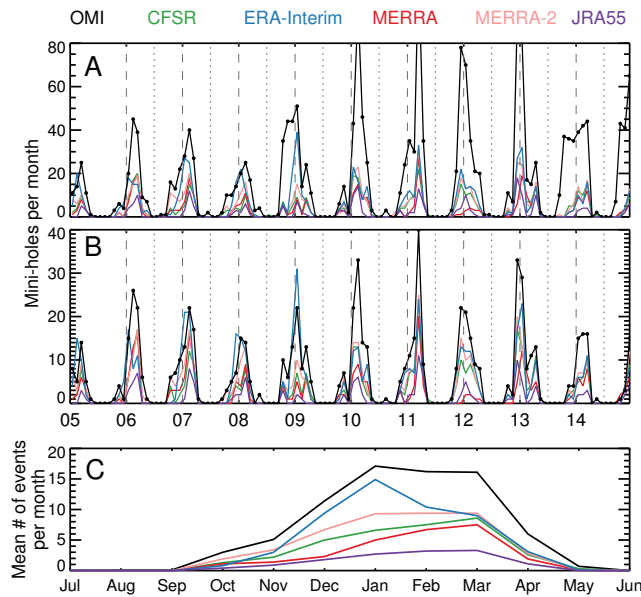 OMI CFSR ERA-Interim MERRA MERRA-2 JRA55
A
80
60
40
20
0
Mini-holes per month
B
40
30
20
10
0
05 06 07 08 09 10 11 12 13 14
C
20
15
10
5
0
Mean # of events
per month
Jul Aug Sep Oct Nov Dec Jan Feb Mar Apr May Jun